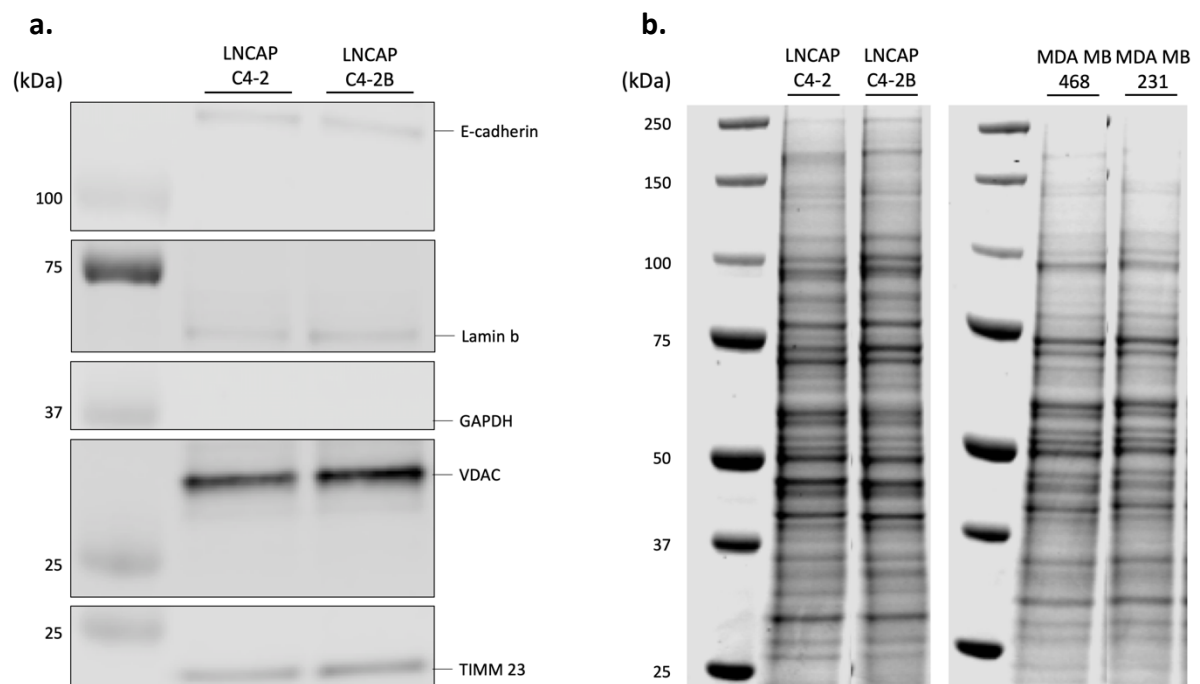 a.
LNCAP
C4-2
LNCAP
C4-2B
(kDa)
E-cadherin
100
75
Lamin b
37
GAPDH
VDAC
25
25
TIMM 23
b.
LNCAP
C4-2
LNCAP
C4-2B
MDA MB
468
MDA MB
231
(kDa)
250
150
100
75
50
37
25